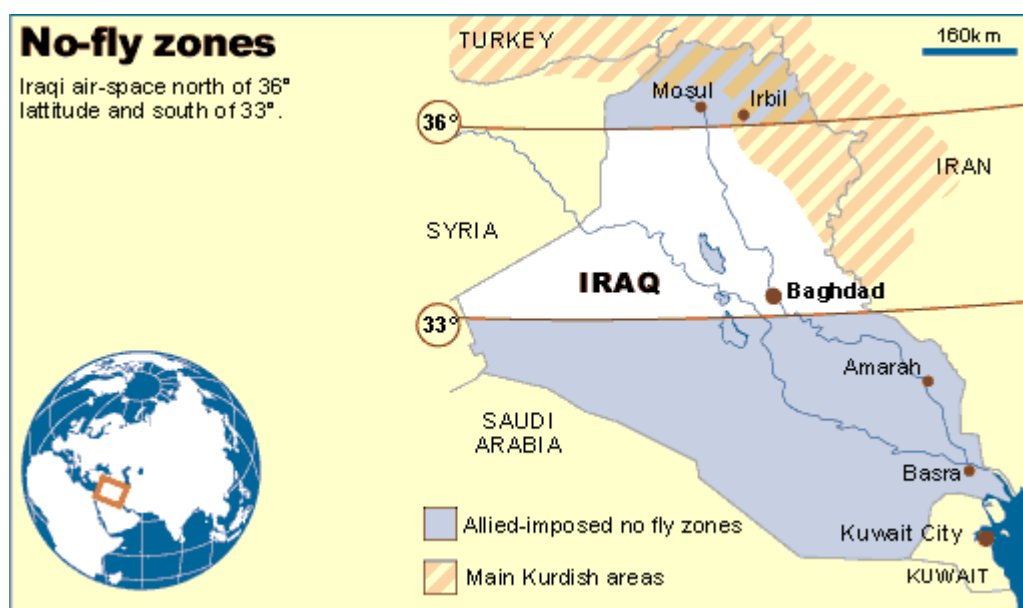 No-fly zones
Iraqi air-space north of 36°
lattitude and south of 33°.
160km
TURKEY
Mosul
Irbil
36°
IRAN
SYRIA
IRAQ
Baghdad
33°
Amarah
SAUDI
ARABIA
Basra
Allied-imposed no fly zones
Kuwait City
Main Kurdish areas
KUWAIT